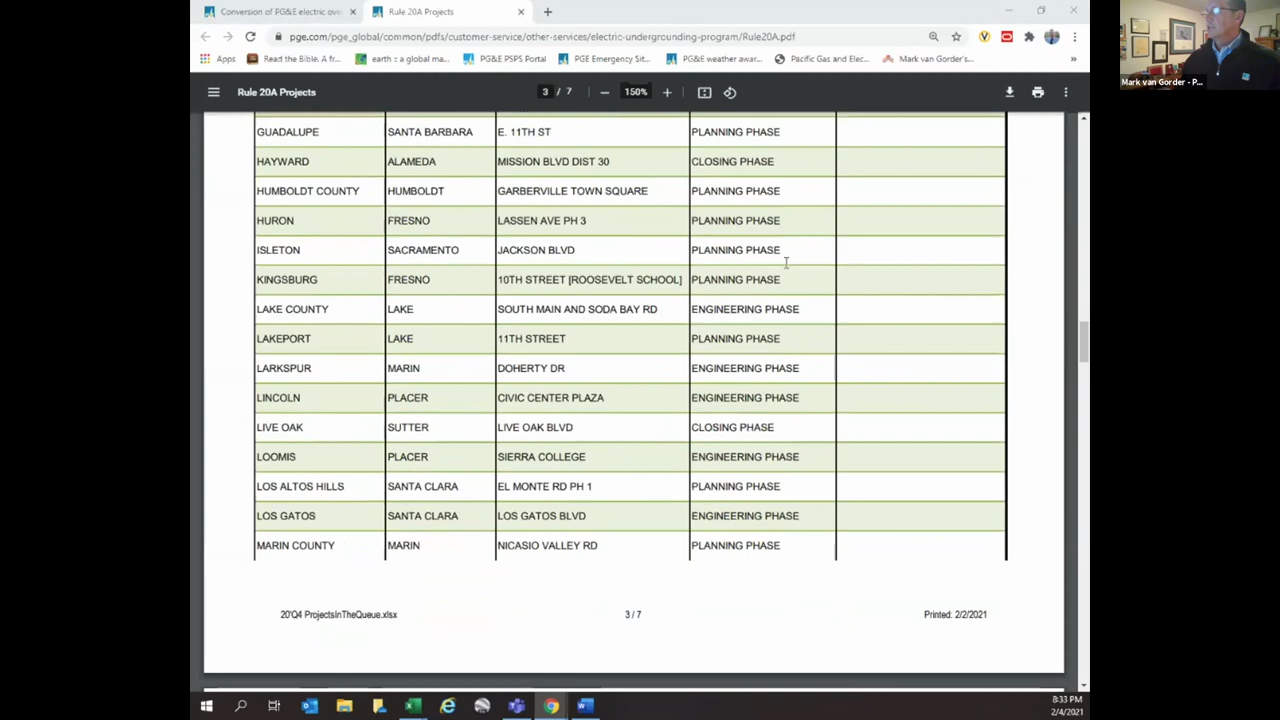 Conversion of PG&E electric ove
Rule 20A Projects
pge.com/pge_global/common/pdfs/customer-service/other-services/electric-undergrounding-program/Rule20A.pdf
Apps Read the Bible. A fr... earth :: a global ma... PG&E PSPS Portal PGE Emergency Sit... PG&E weather awar... Pacific Gas and Elec... Mark van Gorder's...
Mark van Gorder - P...
Rule 20A Projects 3 / 7 150%
GUADALUPE SANTA BARBARA E. 11TH ST PLANNING PHASE
HAYWARD ALAMEDA MISSION BLVD DIST 30 CLOSING PHASE
HUMBOLDT COUNTY HUMBOLDT GARBERVILLE TOWN SQUARE PLANNING PHASE
HURON FRESNO LASSEN AVE PH 3 PLANNING PHASE
ISLETON SACRAMENTO JACKSON BLVD PLANNING PHASE
KINGSBURG FRESNO 10TH STREET [ROOSEVELT SCHOOL] PLANNING PHASE
LAKE COUNTY LAKE SOUTH MAIN AND SODA BAY RD ENGINEERING PHASE
LAKEPORT LAKE 11TH STREET PLANNING PHASE
LARKSPUR MARIN DOHERTY DR ENGINEERING PHASE
LINCOLN PLACER CIVIC CENTER PLAZA ENGINEERING PHASE
LIVE OAK SUTTER LIVE OAK BLVD CLOSING PHASE
LOOMIS PLACER SIERRA COLLEGE ENGINEERING PHASE
LOS ALTOS HILLS SANTA CLARA EL MONTE RD PH 1 PLANNING PHASE
LOS GATOS SANTA CLARA LOS GATOS BLVD ENGINEERING PHASE
MARIN COUNTY MARIN NICASIO VALLEY RD PLANNING PHASE
20'Q4 ProjectsInTheQueue.xlsx 3 / 7 Printed: 2/2/2021
8:33 PM
2/4/2021